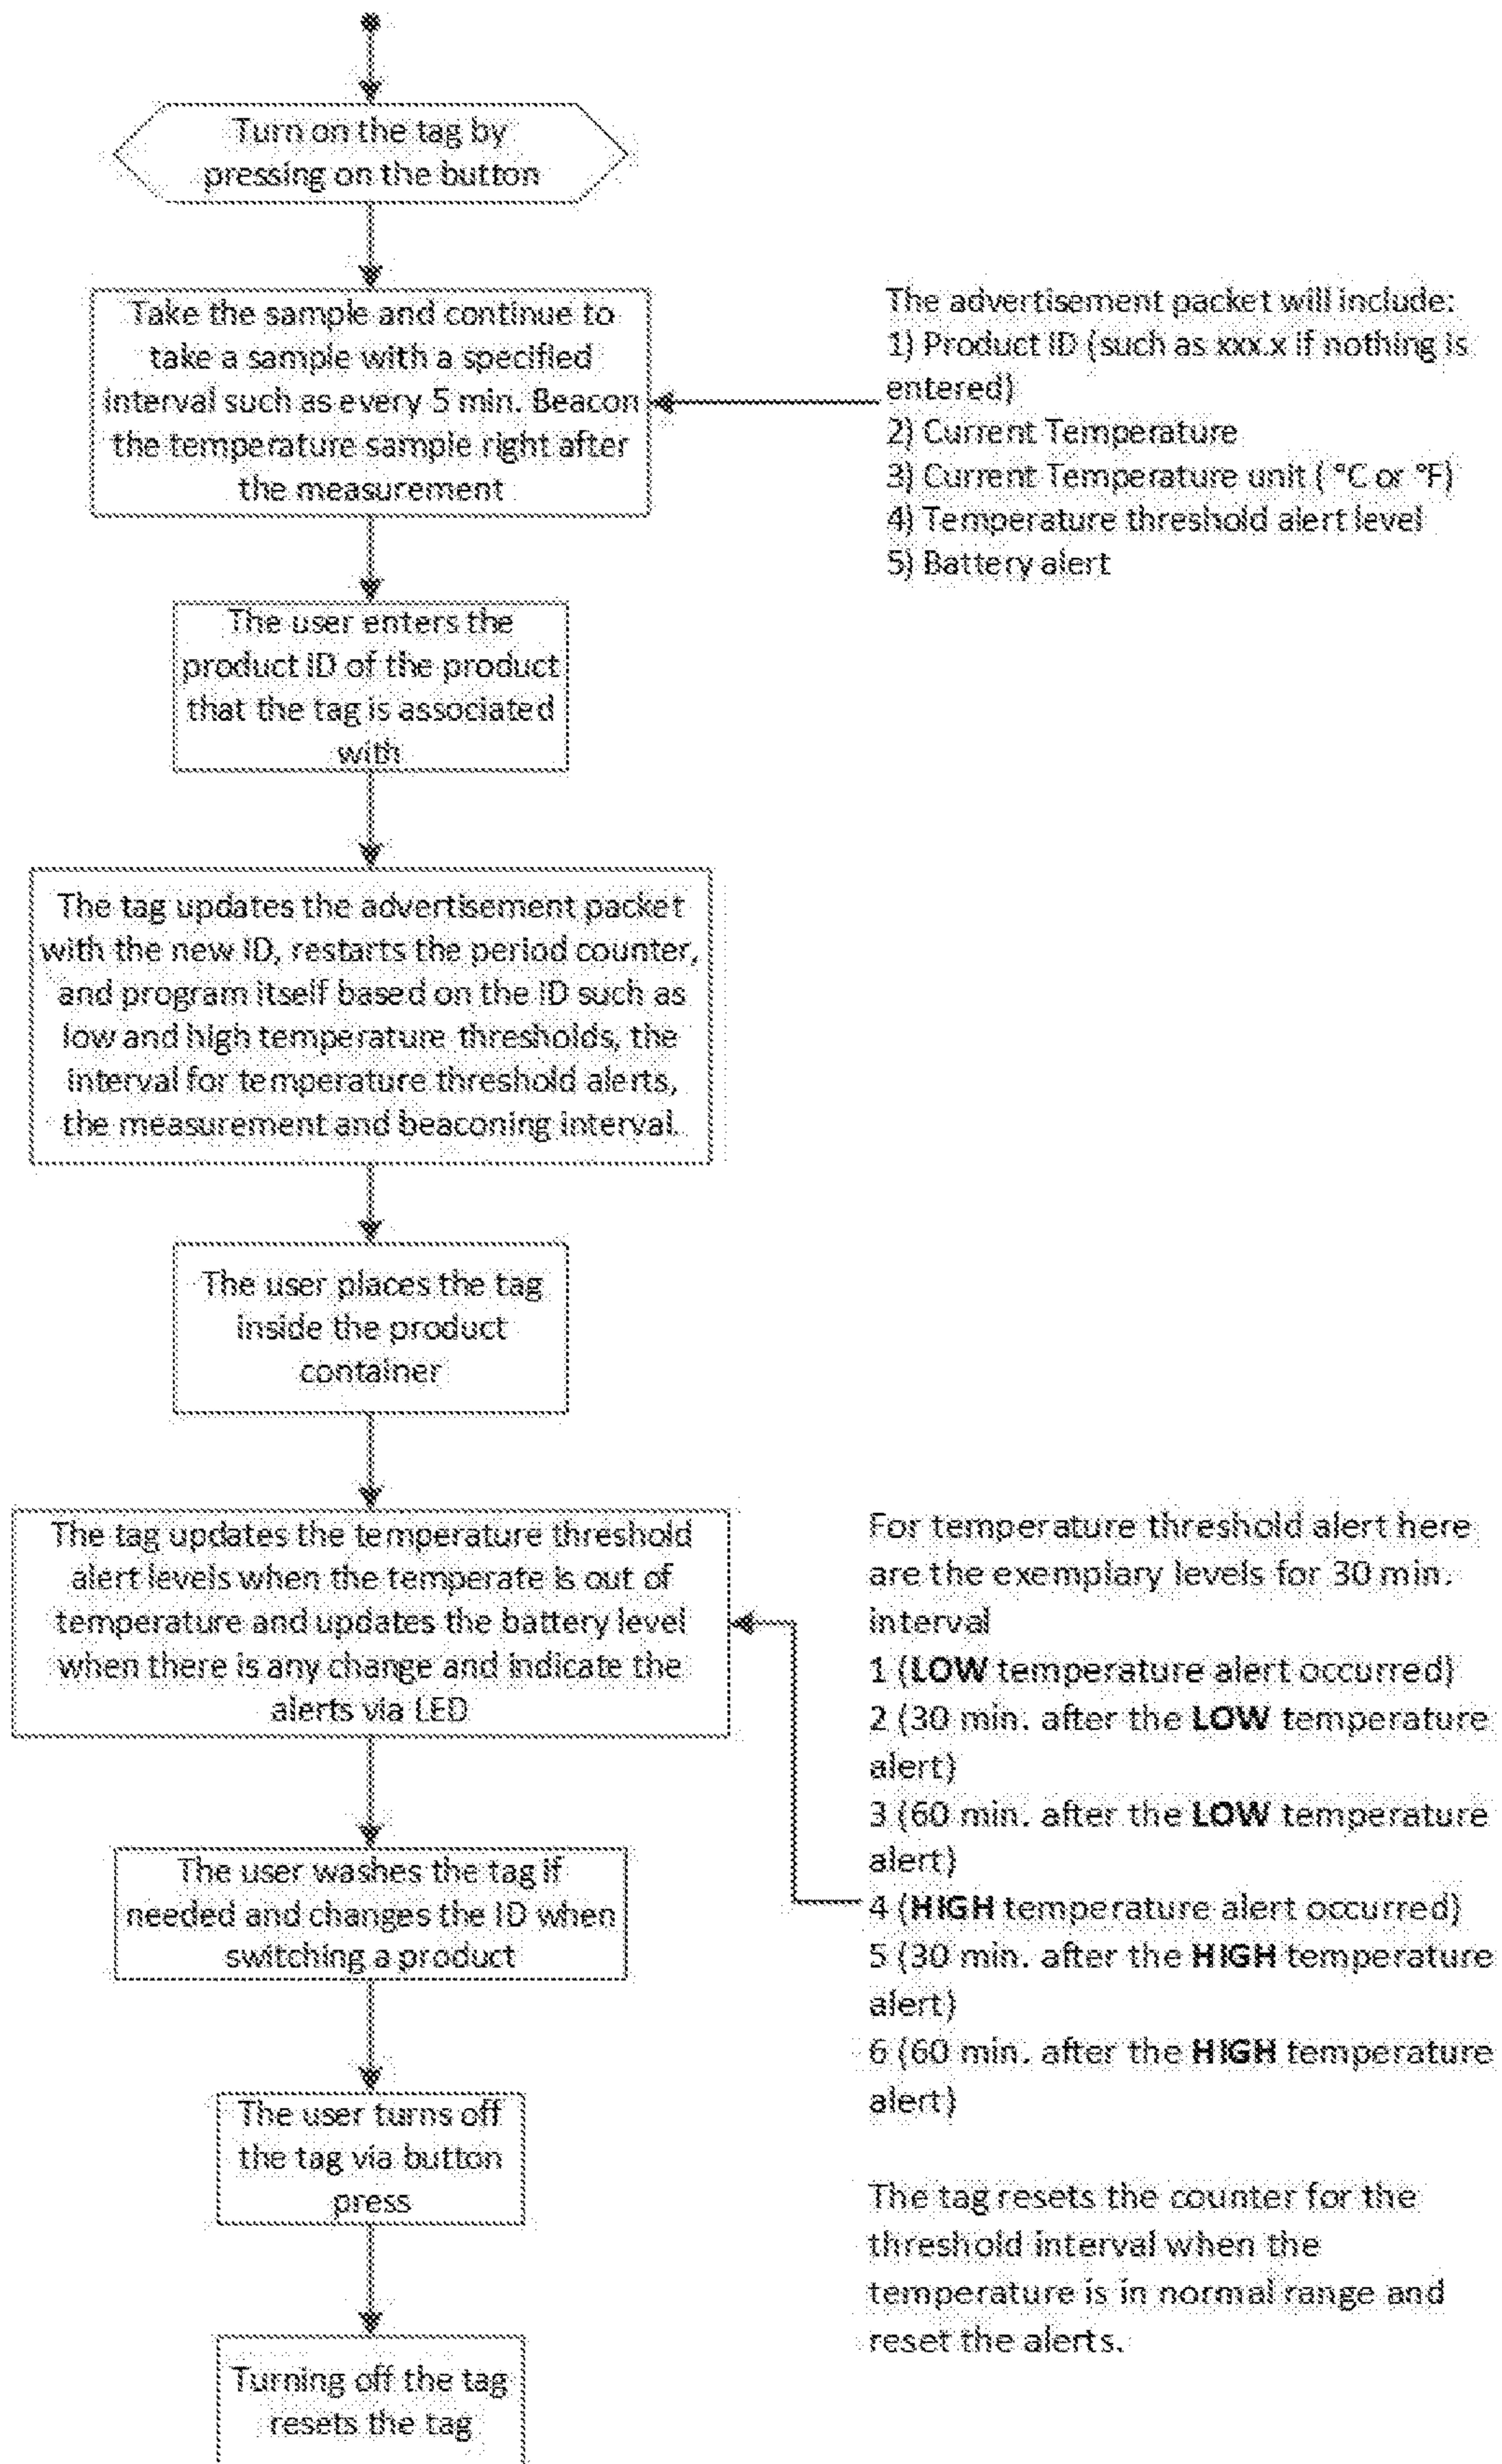 Turn on the tag by
pressing on the button
Take the sample and continue to
take a sample with a specified
interval such as every 5 min. Beacon
the temperature sample right after
the measurement
The advertisement packet will include:
1) Product ID (such as xxx.x if nothing is
entered)
2) Current Temperature
3) Current Temperature unit ( °C or °F)
4) Temperature threshold alert level
5) Battery alert
The user enters the
product ID of the product
that the tag is associated
with
The tag updates the advertisement packet
with the new ID, restarts the period counter,
and program itself based on the ID such as
low and high temperature thresholds, the
interval for temperature threshold alerts,
the measurement and beaconing interval.
The user places the tag
inside the product
container
The tag updates the temperature threshold
alert levels when the temperate is out of
temperature and updates the battery level
when there is any change and indicate the
alerts via LED
For temperature threshold alert here
are the exemplary levels for 30 min.
interval
1 (LOW temperature alert occurred)
2 (30 min. after the LOW temperature
alert)
3 (60 min. after the LOW temperature
alert)
4 (HIGH temperature alert occurred)
5 (30 min. after the HIGH temperature
alert)
6 (60 min. after the HIGH temperature
alert)
The tag resets the counter for the
threshold interval when the
temperature is in normal range and
reset the alerts.
The user washes the tag if
needed and changes the ID when
switching a product
The user turns off
the tag via button
press
Turning off the tag
resets the tag